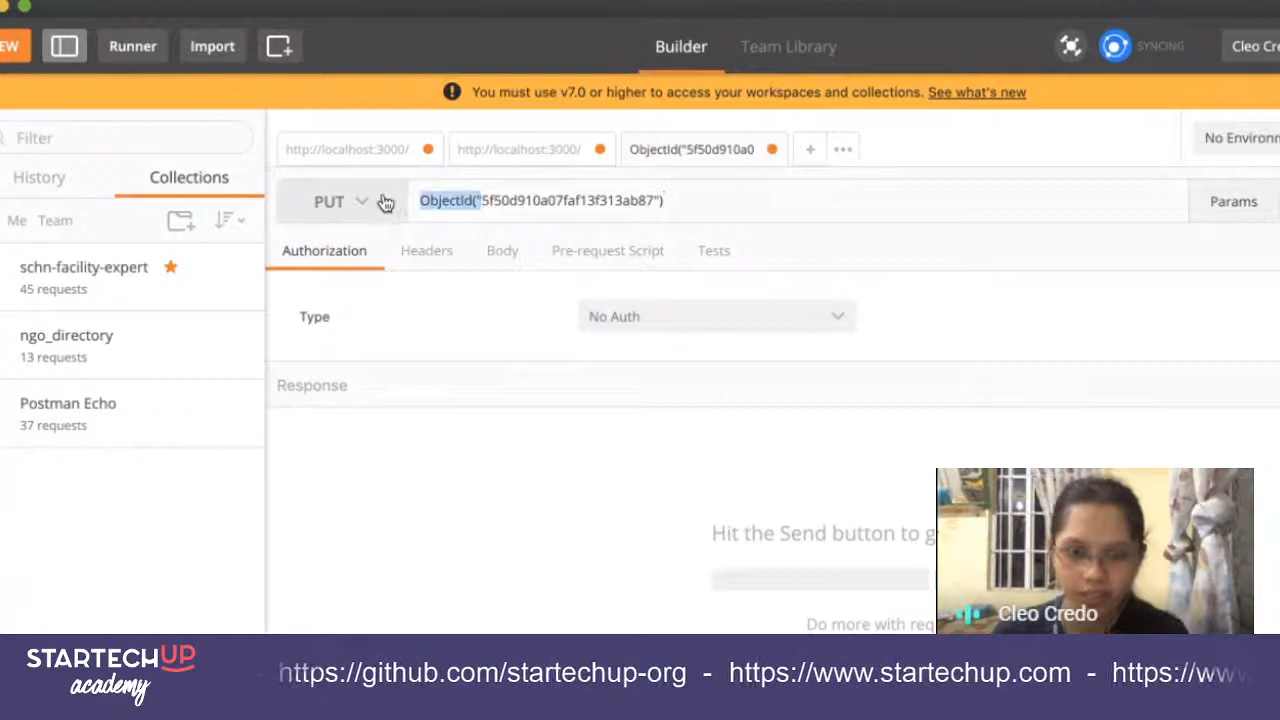 EW
Runner
Import
Builder
Team Library
SYNCING
Cleo Cre
You must use v7.0 or higher to access your workspaces and collections. See what's new
Filter
http://localhost:3000/
http://localhost:3000/
ObjectId("5f50d910a0
No Environm
History
Collections
PUT
ObjectId("5f50d910a07faf13f313ab87")
Params
Me Team
Authorization
Headers
Body
Pre-request Script
Tests
schn-facility-expert
45 requests
Type
No Auth
ngo_directory
13 requests
Response
Postman Echo
37 requests
Hit the Send button to g
Do more with req
Cleo Credo
STARTECHUP
academy
https://github.com/startechup-org - https://www.startechup.com - https://ww